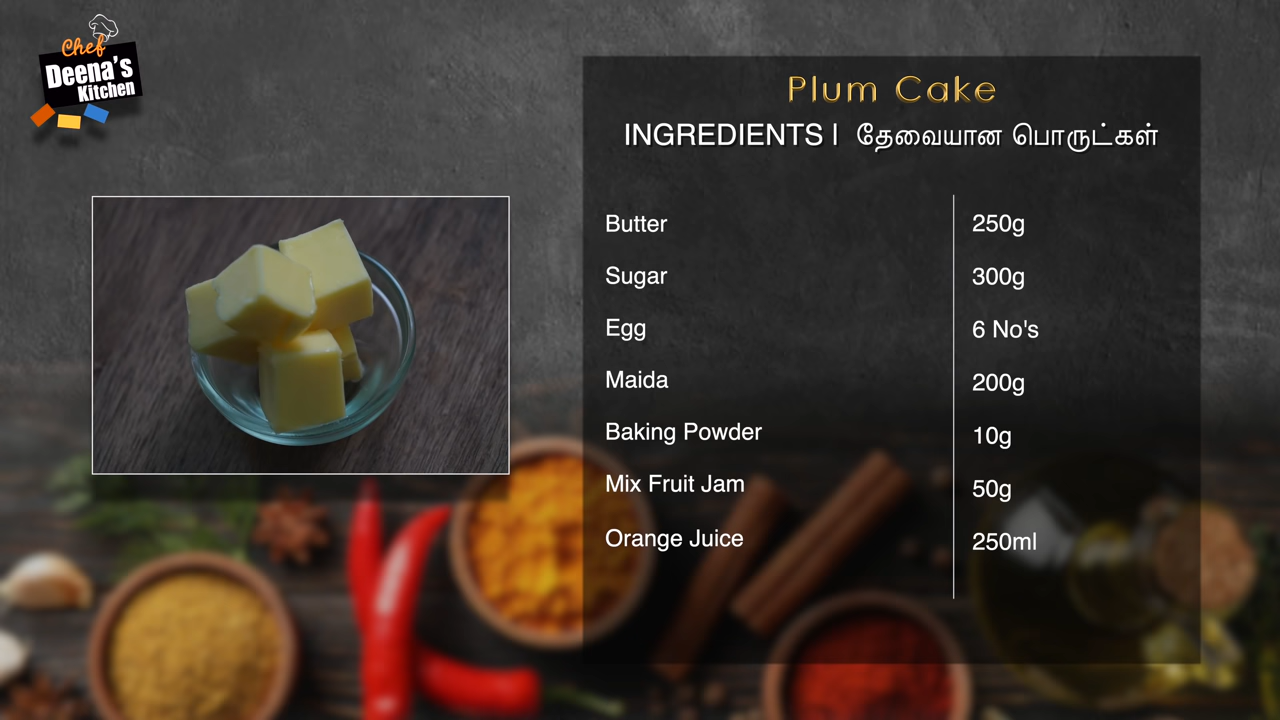 Chef
Deena's
Kitchen
Plum Cake
INGREDIENTS | தேவையான பொருட்கள்
Butter 250g
Sugar 300g
Egg 6 No's
Maida 200g
Baking Powder 10g
Mix Fruit Jam 50g
Orange Juice 250ml